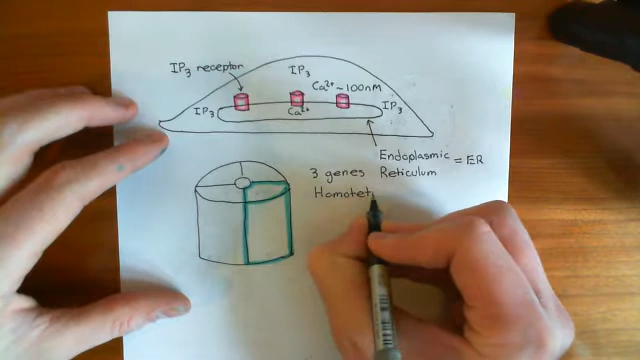 IP₃ receptor
IP₃
Ca²⁺ ~100nM
IP₃
Ca²⁺
IP₃
Endoplasmic Reticulum = ER
3 genes
Homotet